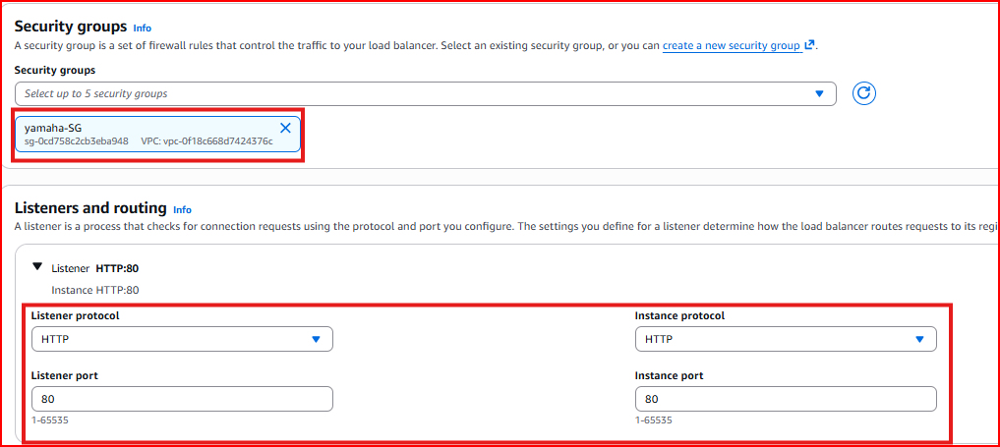 Security groups Info
A security group is a set of firewall rules that control the traffic to your load balancer. Select an existing security group, or you can create a new security group.
Security groups
Select up to 5 security groups
yamaha-SG
sg-0cd758c2cb3eba948 VPC: vpc-0f18c668d7424376c
Listeners and routing Info
A listener is a process that checks for connection requests using the protocol and port you configure. The settings you define for a listener determine how the load balancer routes requests to its regi
Listener HTTP:80
Instance HTTP:80
Listener protocol Instance protocol
HTTP HTTP
Listener port Instance port
80 80
1-65535 1-65535